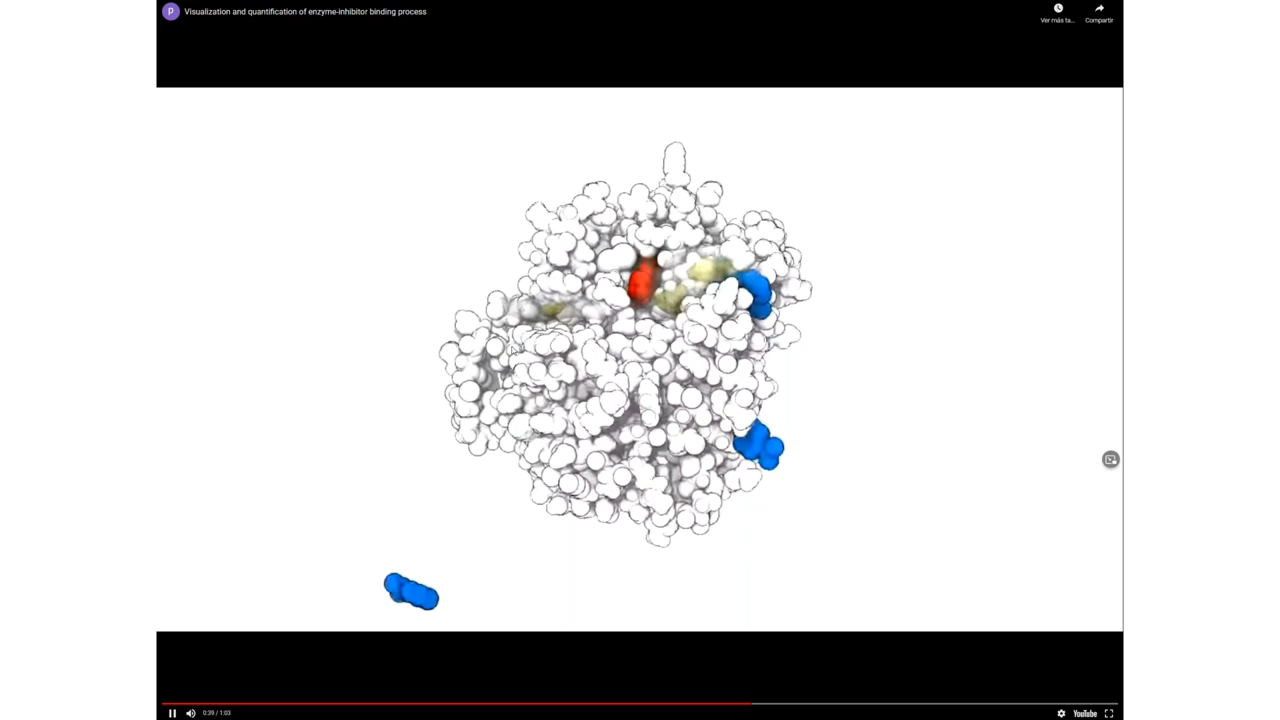 p
Visualization and quantification of enzyme-inhibitor binding process
Ver más ta...
Compartir
0:39 / 1:03
YouTube